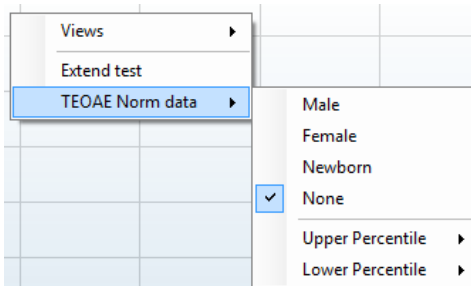 Views
Extend test
TEOAE Norm data
Male
Female
Newborn
None
Upper Percentile
Lower Percentile